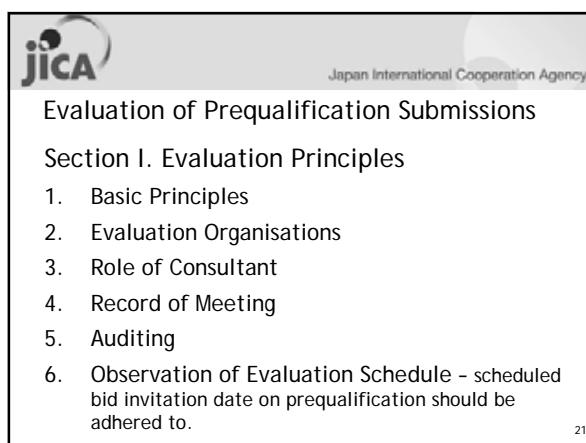 jICA
Japan International Cooperation Agency
Evaluation of Prequalification Submissions
Section I. Evaluation Principles
1. Basic Principles
2. Evaluation Organisations
3. Role of Consultant
4. Record of Meeting
5. Auditing
6. Observation of Evaluation Schedule – scheduled
bid invitation date on prequalification should be
adhered to.
21